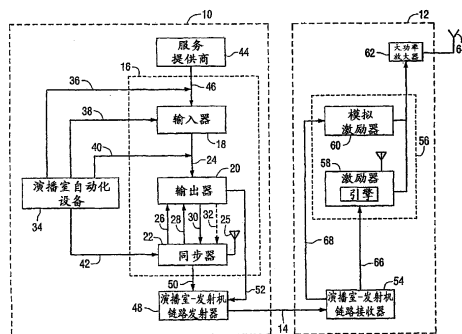 10
12
服务
提供商
44
大功率
放大器
62
64
16
36
46
38
输入器
18
模拟
激励器
60
56
40
24
20
输出器
58
激励器
引擎
演播室自动化
设备
34
26
28
30
32
25
22
同步器
42
50
52
68
66
48
演播室-发射机
链路发射器
54
演播室-发射机
链路接收器
14